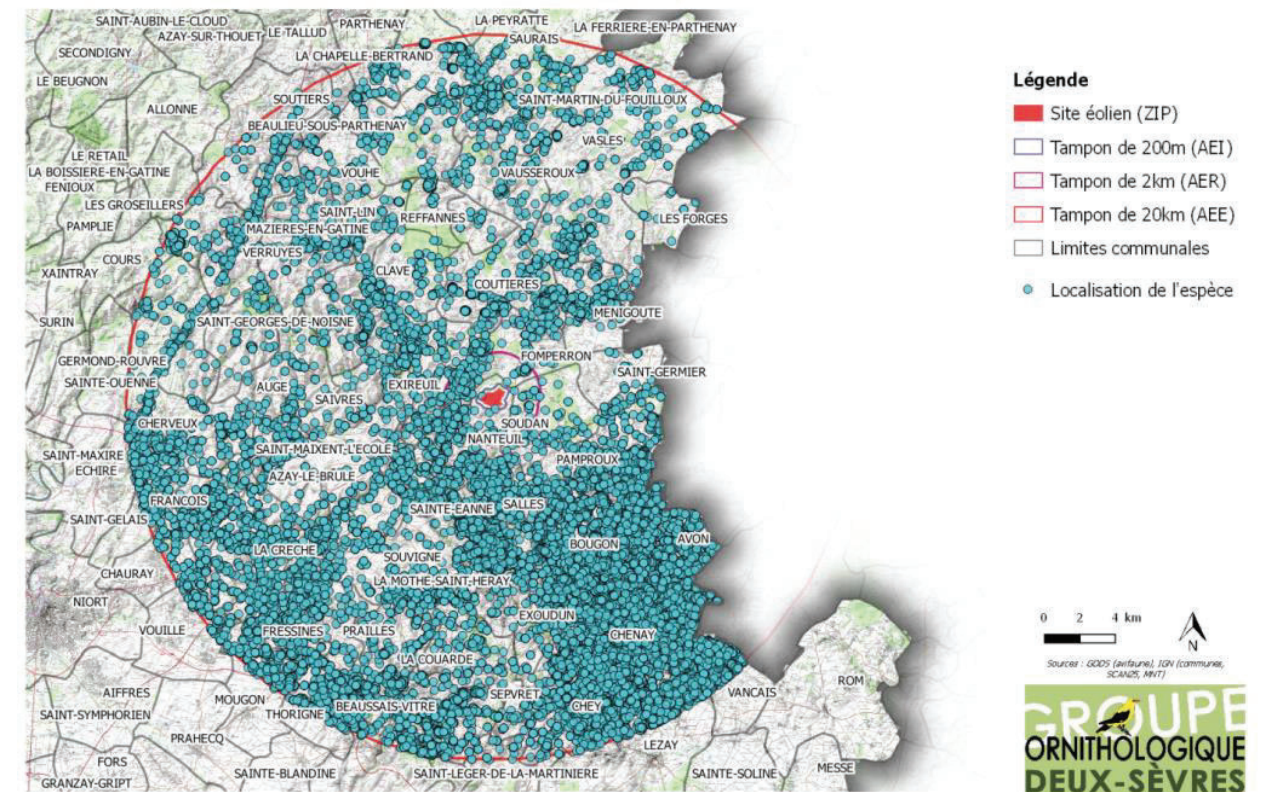 SAINT-AUBIN-LE-CLOUD
PARTHENAY
LA PEYRATTE
LA FERRIERE-EN-PARTHENAY
AZAY-SUR-THOUET
LE TALLUD
SAURAIS
SECONDIGNY
LA CHAPELLE-BERTRAND
LE BEUGNON
SOUTIERS
SAINT-MARTIN-DU-FOUILLOUX
ALLONNE
BEAULIEU-SOUS-PARTHENAY
VASLES
LE RETAIL
LA BOISSIERE-EN-GATINE
VOUHE
VAUSSEROUX
FENIOUX
LES GROSEILLERS
SAINT-LIN
REFFANNES
LES FORGES
PAMPLIE
MAZIERES-EN-GATINE
VERRUYES
COURS
XAINTRAY
CLAVE
COUTIERES
SURIN
SAINT-GEORGES-DE-NOISNE
MENIGOUTE
GERMOND-ROUVRE
FOMPERRON
SAINT-GERMIER
SAINTE-OUENNE
AUGE
EXIREUIL
SAIVRES
CHERVEUX
SOUDAN
NANTEUIL
SAINT-MAXIRE
SAINT-MAIXENT-L'ECOLE
PAMPROUX
ECHIRE
AZAY-LE-BRULE
FRANCOIS
SAINTE-EANNE
SALLES
SAINT-GELAIS
LA CRECHE
SOUVIGNE
BOUGON
AVON
CHAURAY
LA MOTHE-SAINT-HERAY
NIORT
EXOUDUN
VOUILLE
FRESSINES
PRAILLES
CHENAY
LA COUARDE
AIFFRES
MOUGON
SEPVRET
VANCAIS
ROM
SAINT-SYMPHORIEN
THORIGNE
BEAUSSAIS-VITRE
CHEY
PRAHECQ
LEZAY
FORS
SAINTE-BLANDINE
SAINT-LEGER-DE-LA-MARTINIERE
SAINTE-SOLINE
MESSE
GRANZAY-GRIPT
Légende
Site éolien (ZIP)
Tampon de 200m (AEI)
Tampon de 2km (AER)
Tampon de 20km (AEE)
Limites communales
Localisation de l'espèce
0 2 4 km
N
Sources : GODS (avifaune), IGN (communes,
SCAN25, MNT)
GROUPE
ORNITHOLOGIQUE
DEUX-SÈVRES